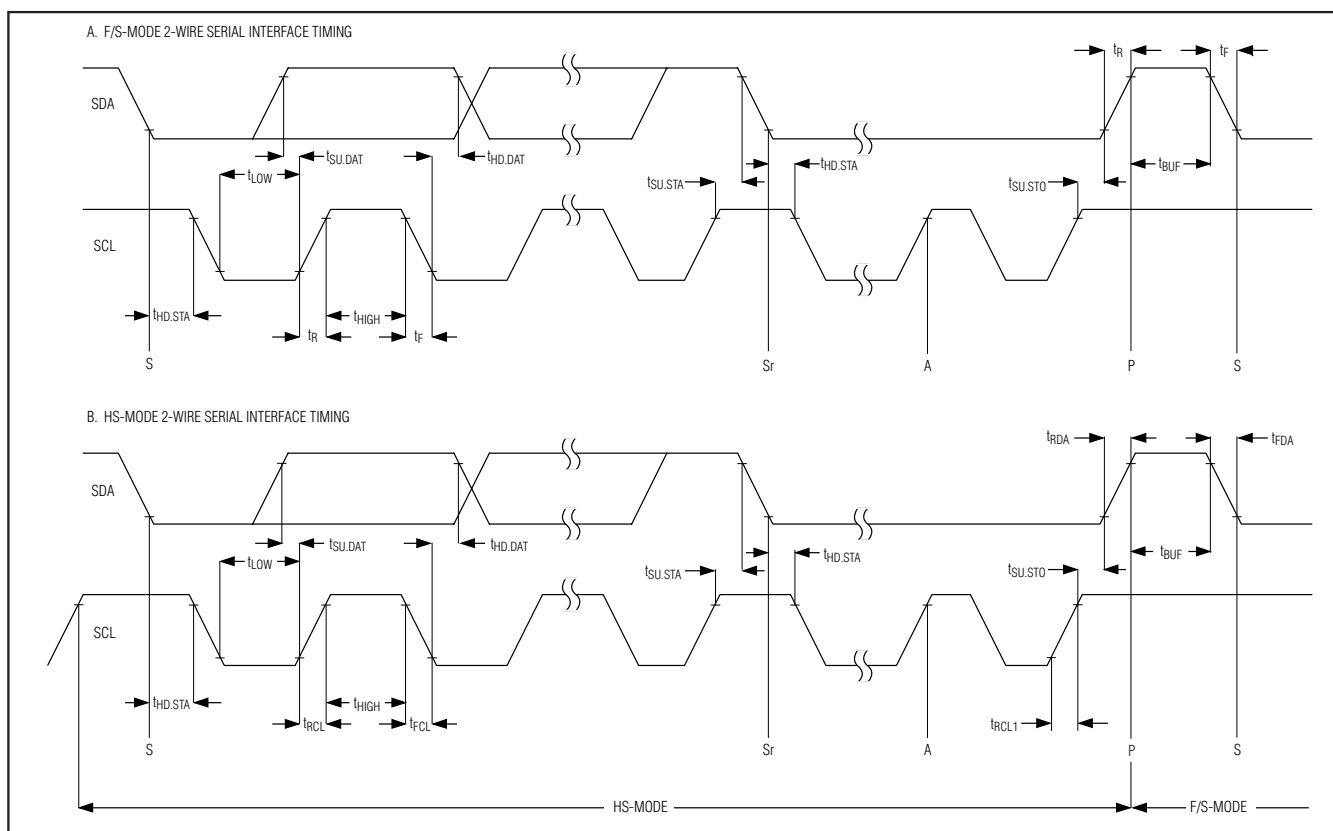 A. F/S-MODE 2-WIRE SERIAL INTERFACE TIMING
tR
tF
SDA
tSU.DAT
tHD.DAT
tLOW
tHD.STA
tBUF
tSU.STA
tSU.STO
SCL
tHD.STA
tR
tHIGH
tF
S
Sr
A
P
S
B. HS-MODE 2-WIRE SERIAL INTERFACE TIMING
tRDA
tFDA
SDA
tSU.DAT
tHD.DAT
tLOW
tHD.STA
tBUF
tSU.STA
tSU.STO
SCL
tHD.STA
tRCL
tHIGH
tFCL
tRCL1
S
Sr
A
P
S
HS-MODE
F/S-MODE